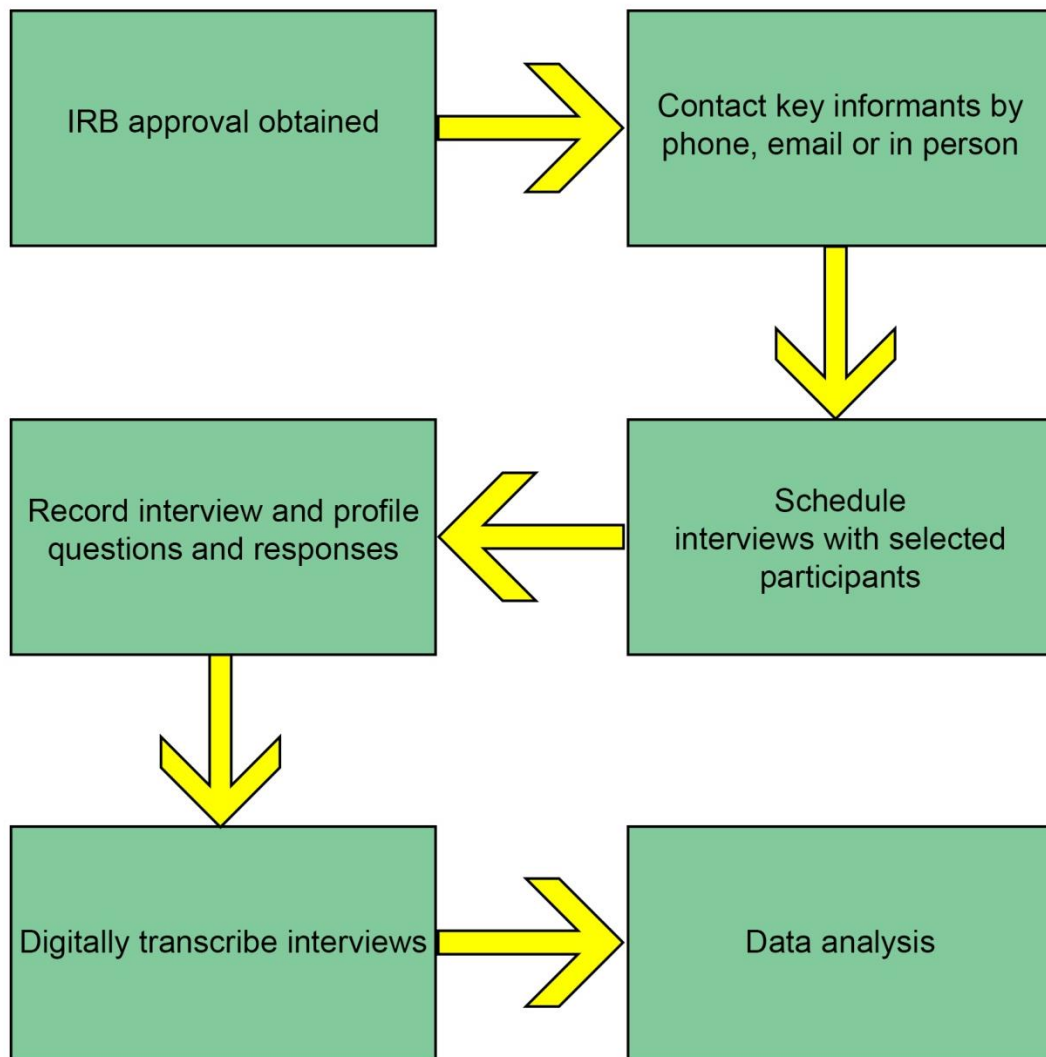 IRB approval obtained
Contact key informants by
phone, email or in person
Schedule
interviews with selected
participants
Record interview and profile
questions and responses
Digitally transcribe interviews
Data analysis